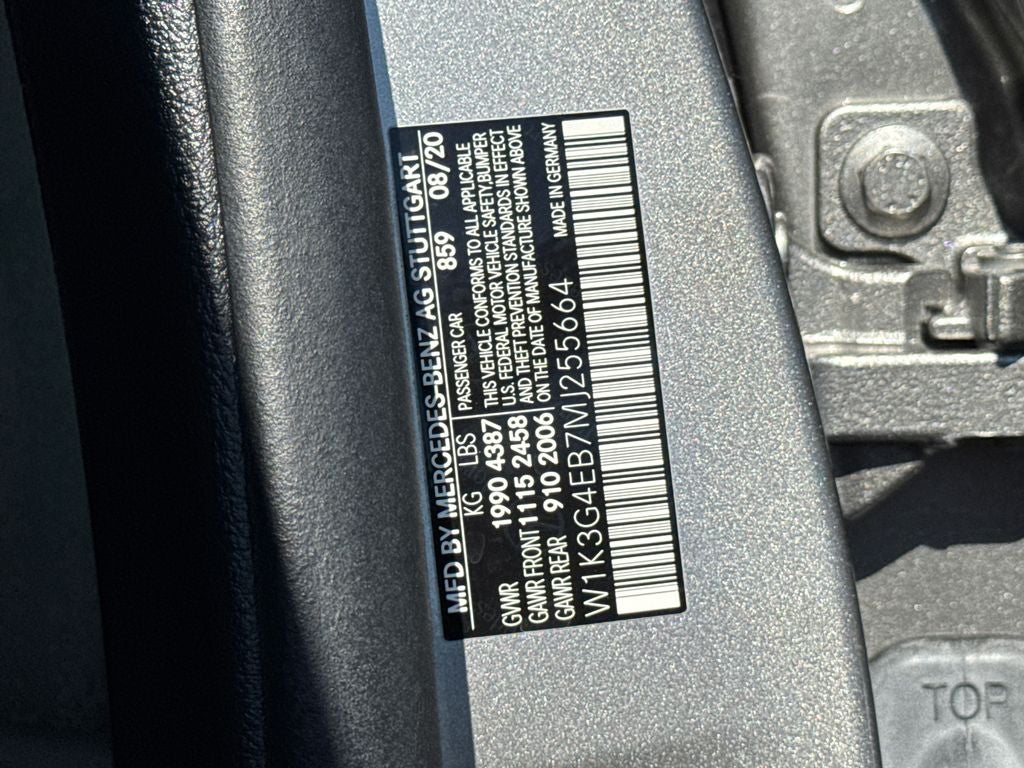 MFD BY MERCEDES-BENZ AG STUTTGART
KG LBS 859 08/20
GVWR 1990 4387
GAWR FRONT 1115 2458
GAWR REAR 910 2006
PASSENGER CAR
THIS VEHICLE CONFORMS TO ALL APPLICABLE
U.S. FEDERAL MOTOR VEHICLE SAFETY BUMPER
AND THEFT PREVENTION STANDARDS IN EFFECT
ON THE DATE OF MANUFACTURE SHOWN ABOVE
MADE IN GERMANY
W1K3G4EB7MJ255664
TOP